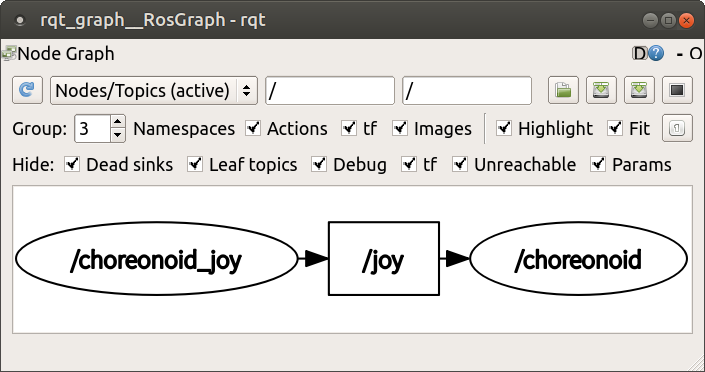 rqt_graph__RosGraph - rqt
Node Graph D ? - O
Nodes/Topics (active) / /
Group: 3 Namespaces Actions tf Images Highlight Fit
Hide: Dead sinks Leaf topics Debug tf Unreachable Params
/choreonoid_joy /joy /choreonoid